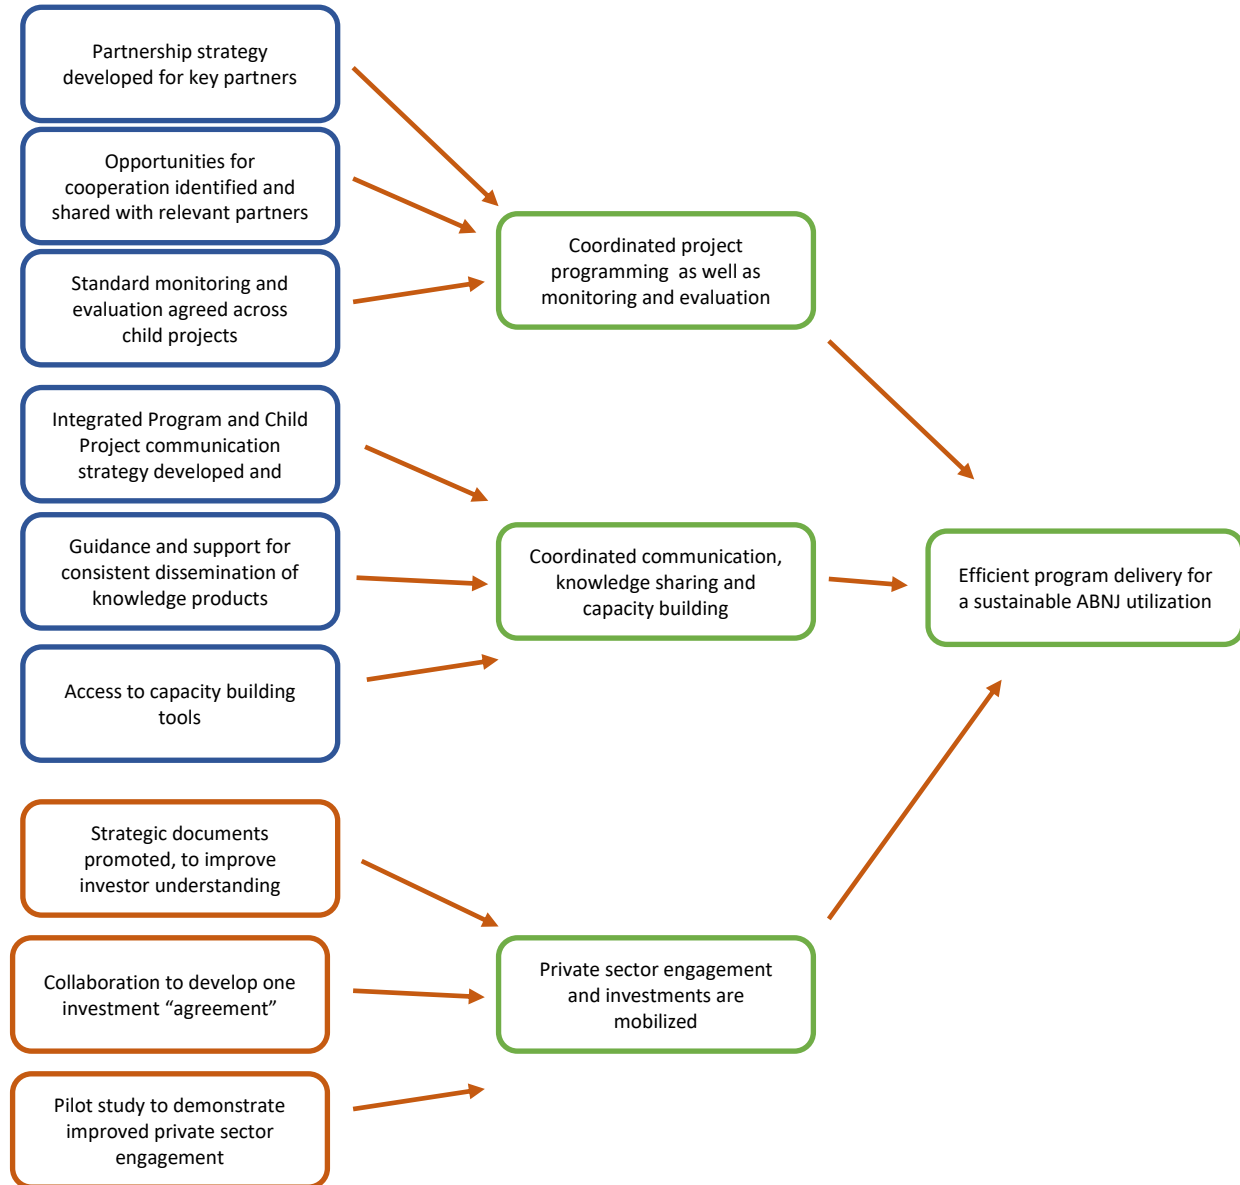 Partnership strategy
developed for key partners
Opportunities for
cooperation identified and
shared with relevant partners
Standard monitoring and
evaluation agreed across
child projects
Coordinated project
programming  as well as
monitoring and evaluation
Integrated Program and Child
Project communication
strategy developed and
Guidance and support for
consistent dissemination of
knowledge products
Access to capacity building
tools
Coordinated communication,
knowledge sharing and
capacity building
Efficient program delivery for
a sustainable ABNJ utilization
Strategic documents
promoted, to improve
investor understanding
Collaboration to develop one
investment “agreement”
Pilot study to demonstrate
improved private sector
engagement
Private sector engagement
and investments are
mobilized